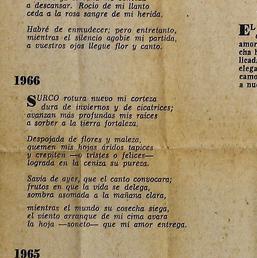 a descansar. Rocío de mi llanto
ceda a la rosa sangre de mi herida.
Habré de enmudecer; pero entretanto,
mientras el silencio agobie mi partida,
a vuestros ojos llegue flor y canto.
1966
SURCO rotura nuevo mi corteza
dura de inviernos y de cicatrices;
avanzan más profundas mis raíces
a sorber a la tierra fortaleza.
Despojada de flores y maleza,
quemen mis hojas áridos tapices
y crepiten —o tristes o felices—
lograda en la ceniza su pureza.
Savia de ayer, que el canto convocara;
frutos en que la vida se delega,
sombra asomada a la mañana clara,
mientras el mundo su cosecha siega,
el viento arranque de mi cima avara
la hoja —soneto— que mi amor entrega.
1965
EL
amor
cha h
licad
elega
camo
a nu